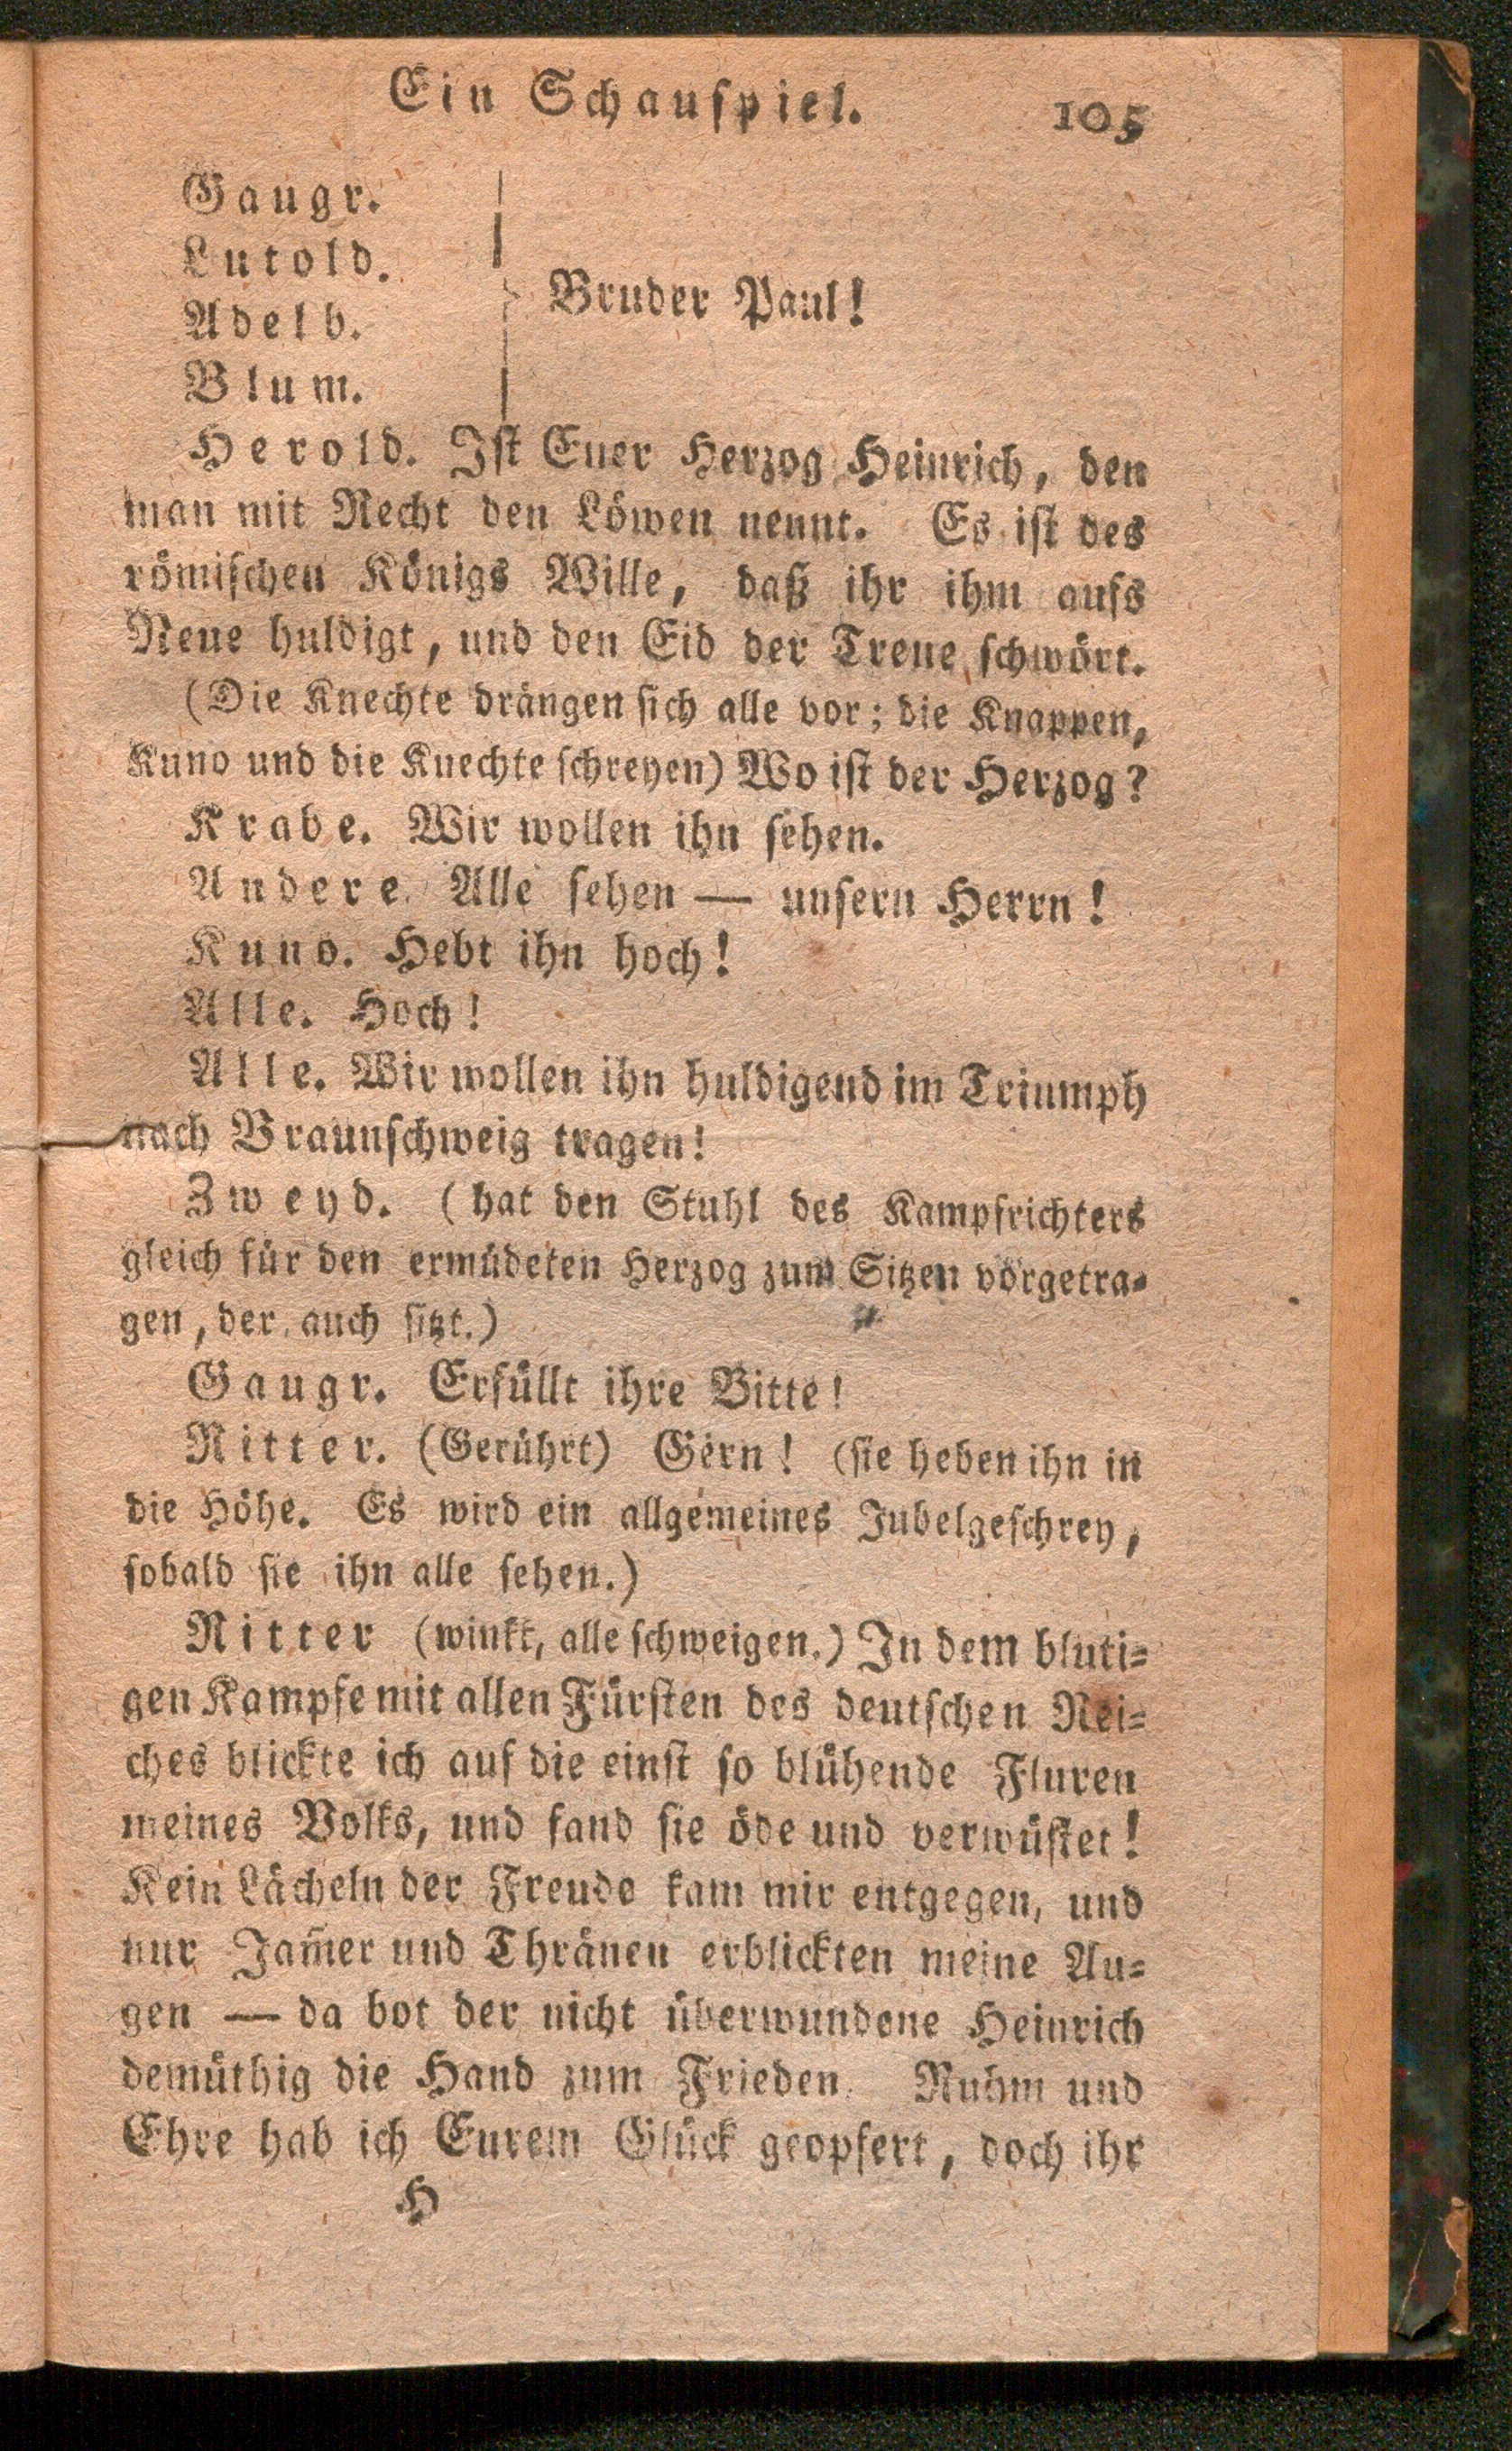 Ein Schauspiel. 105
Gaugr.
Lutold.
Adelb.
Blum.
Bruder Paul!
Herold. Ist Euer Herzog Heinrich, den
man mit Recht den Löwen nennt. Es ist des
römischen Königs Wille, daß ihr ihm aufs
Neue huldigt, und den Eid der Treue schwört.
(Die Knechte drängen sich alle vor; die Knappen,
Kuno und die Knechte schreyen) Wo ist der Herzog?
Krabe. Wir wollen ihn sehen.
Andere. Alle sehen — unsern Herrn!
Kuno. Hebt ihn hoch!
Alle. Hoch!
Alle. Wir wollen ihn huldigend im Triumph
nach Braunschweig tragen!
Zweyd. (hat den Stuhl des Kampfrichters
gleich für den ermüdeten Herzog zum Sitzen vorgetra-
gen, der auch sitzt.)
Gaugr. Erfüllt ihre Bitte!
Ritter. (Gerührt) Gern! (sie heben ihn in
die Höhe. Es wird ein allgemeines Jubelgeschrey,
sobald sie ihn alle sehen.)
Ritter (winkt, alle schweigen.) In dem bluti-
gen Kampfe mit allen Fürsten des deutschen Rei-
ches blickte ich auf die einst so blühende Fluren
meines Volks, und fand sie öde und verwüstet!
Kein Lächeln der Freude kam mir entgegen, und
nur Jam̄er und Thränen erblickten meine Au-
gen — da bot der nicht überwundene Heinrich
demüthig die Hand zum Frieden. Ruhm und
Ehre hab ich Eurem Glück geopfert, doch ihr
H